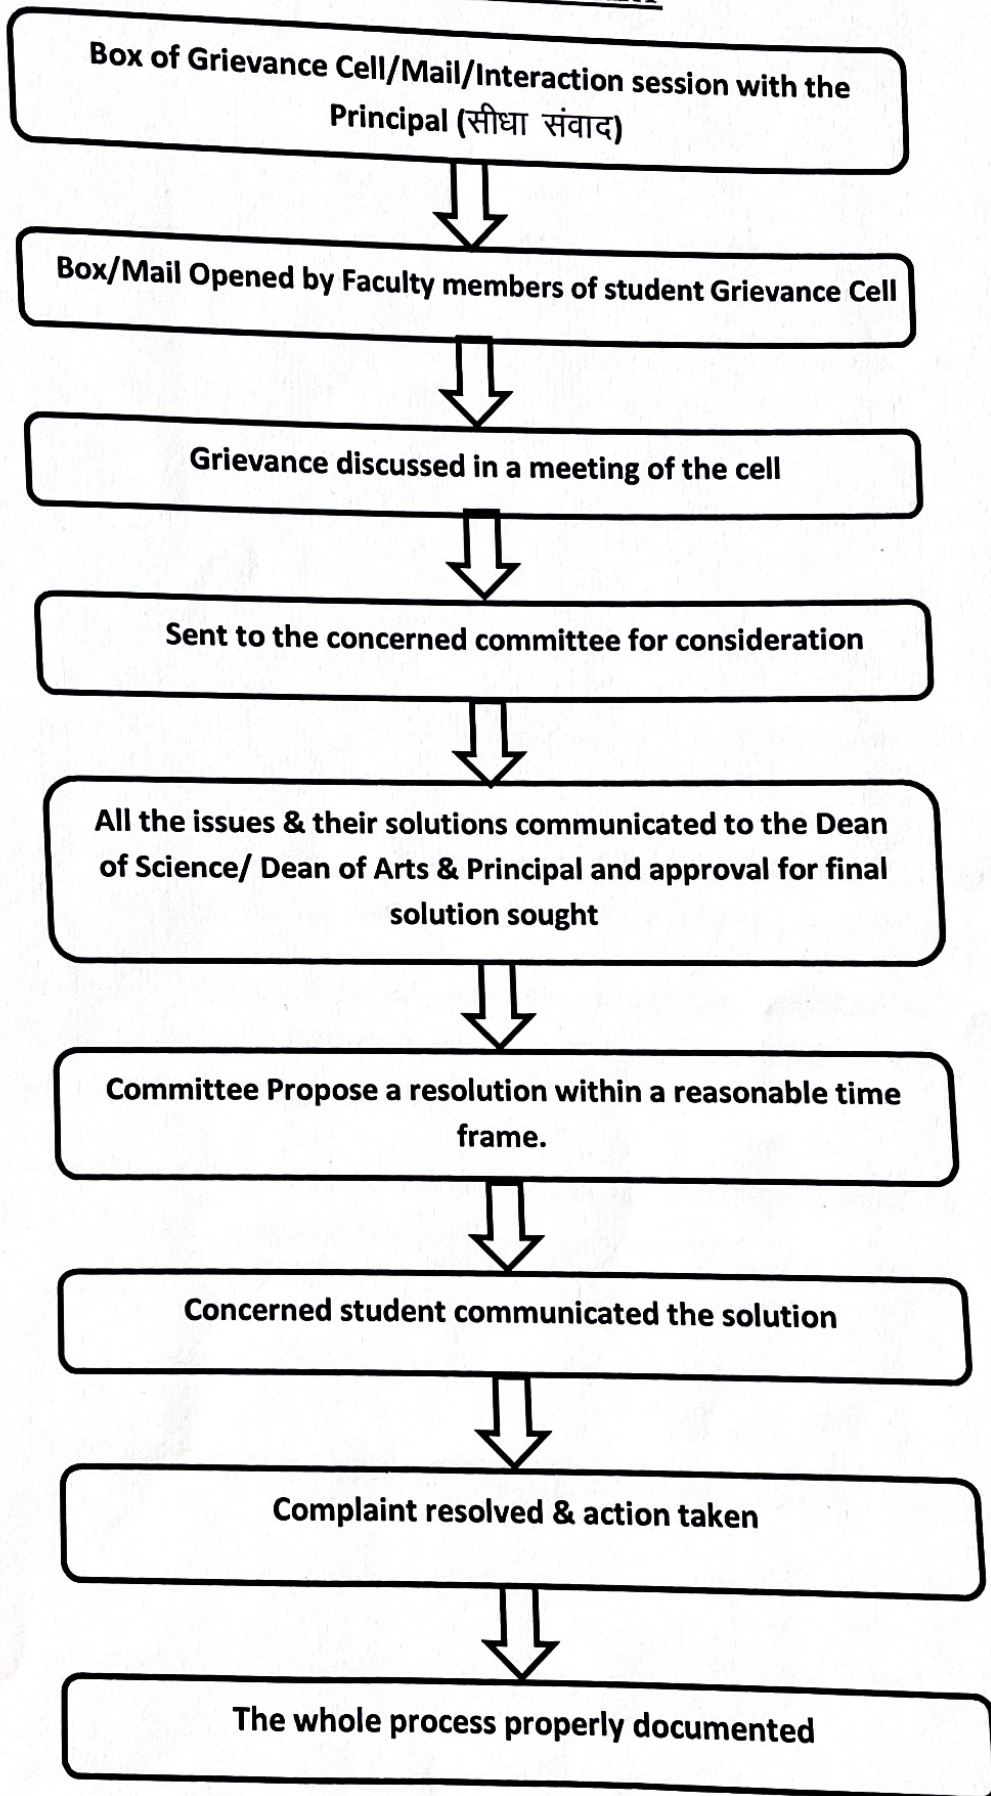 Box of Grievance Cell/Mail/Interaction session with the
Principal (सीधा संवाद)
Box/Mail Opened by Faculty members of student Grievance Cell
Grievance discussed in a meeting of the cell
Sent to the concerned committee for consideration
All the issues & their solutions communicated to the Dean
of Science/ Dean of Arts & Principal and approval for final
solution sought
Committee Propose a resolution within a reasonable time
frame.
Concerned student communicated the solution
Complaint resolved & action taken
The whole process properly documented